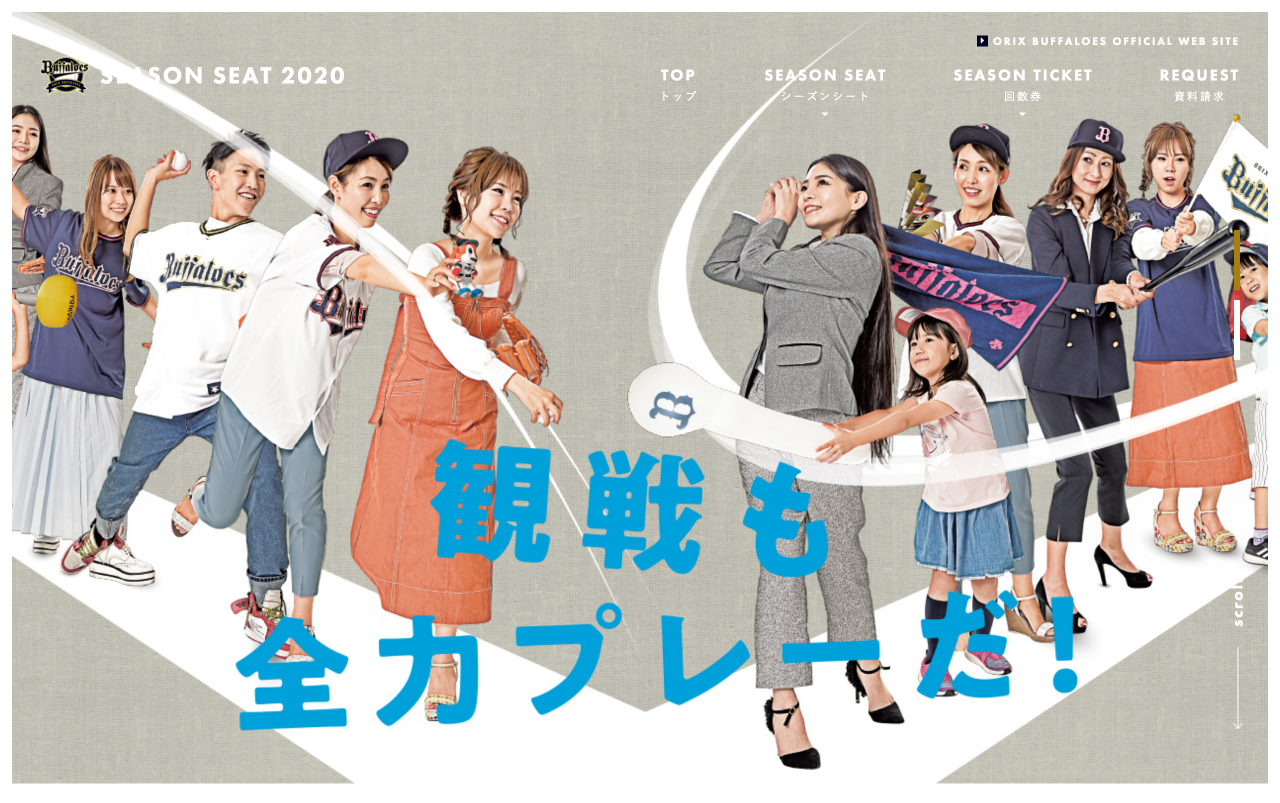 ORIX BUFFALOES OFFICIAL WEB SITE
Buffaloes
SEASON SEAT 2020
TOP
トップ
SEASON SEAT
シーズンシート
SEASON TICKET
回数券
REQUEST
資料請求
B
B
ORIX
Buffaloes
Buffaloes
Buffaloes
B
観戦も
全力プレーだ!
scroll